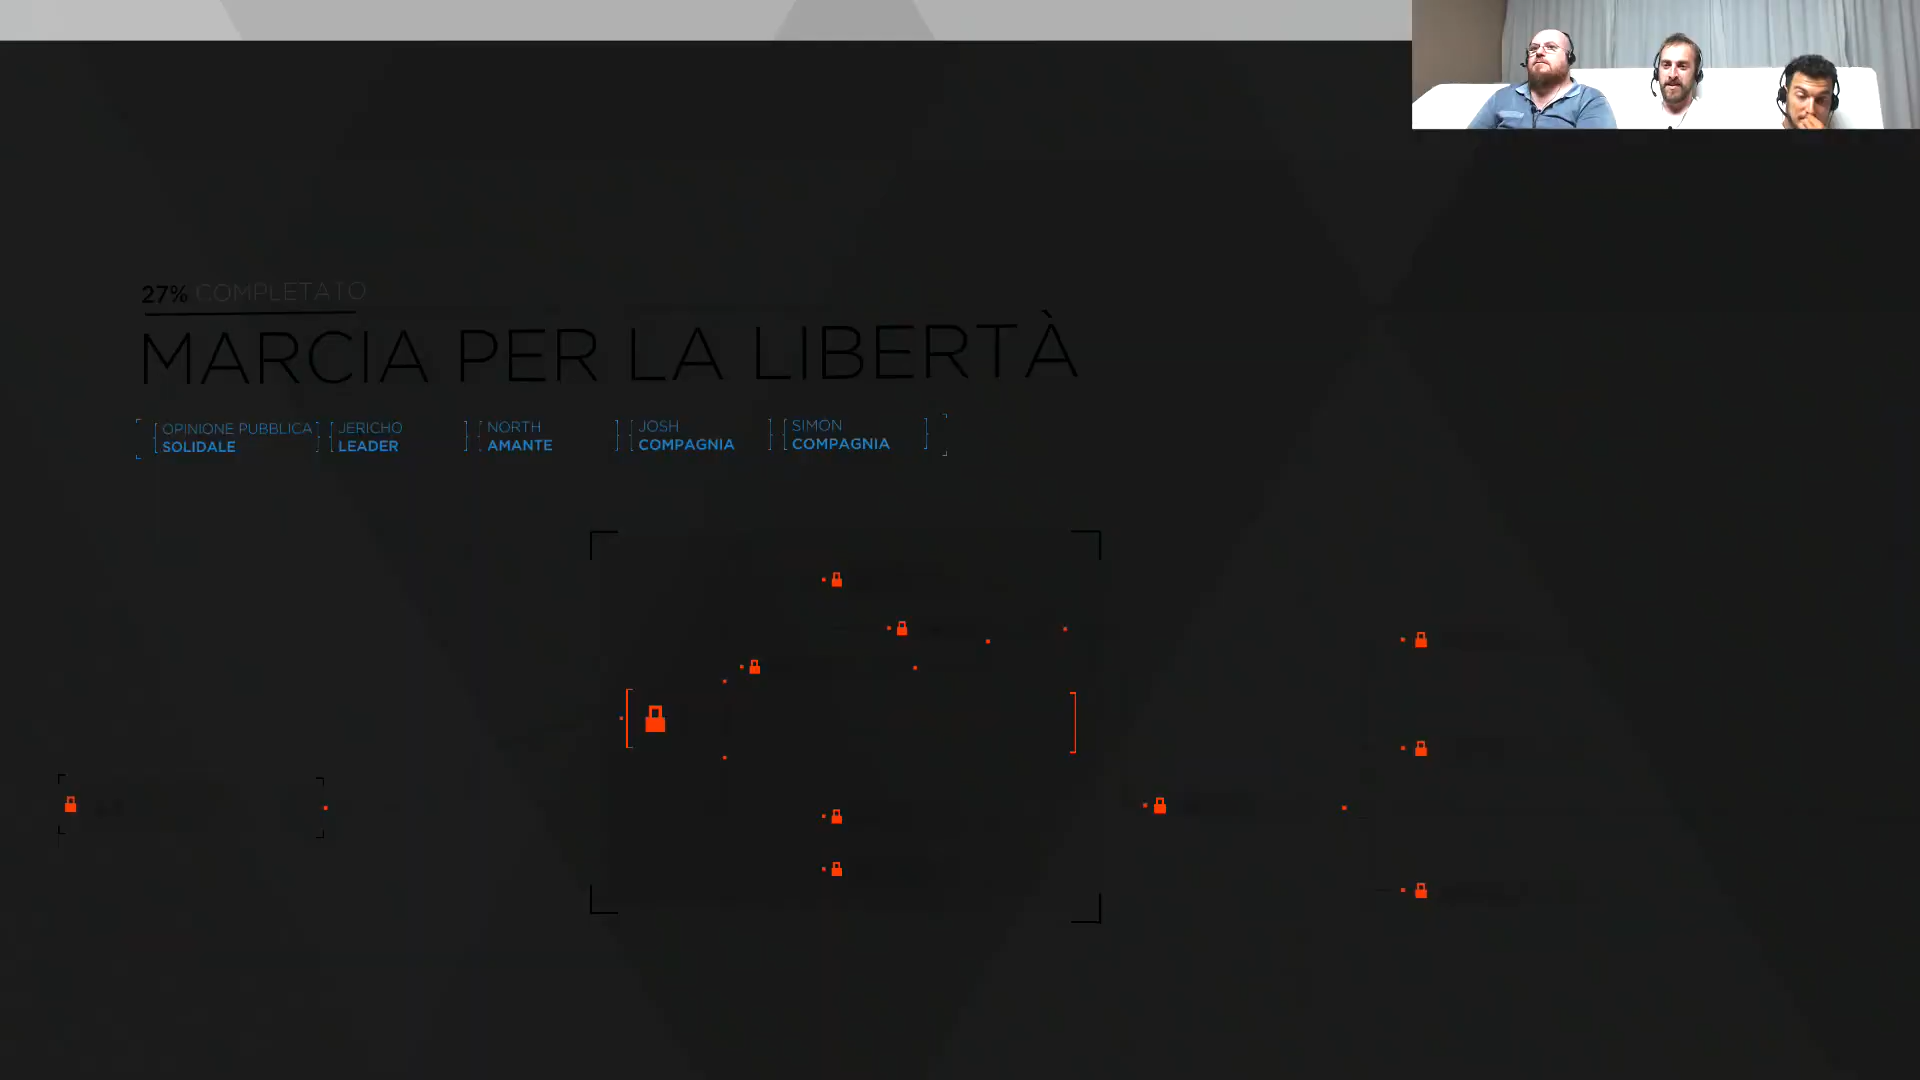 27% COMPLETATO
MARCIA PER LA LIBERTÀ
OPINIONE PUBBLICA JERICHO NORTH JOSH SIMON
SOLIDALE LEADER AMANTE COMPAGNIA COMPAGNIA